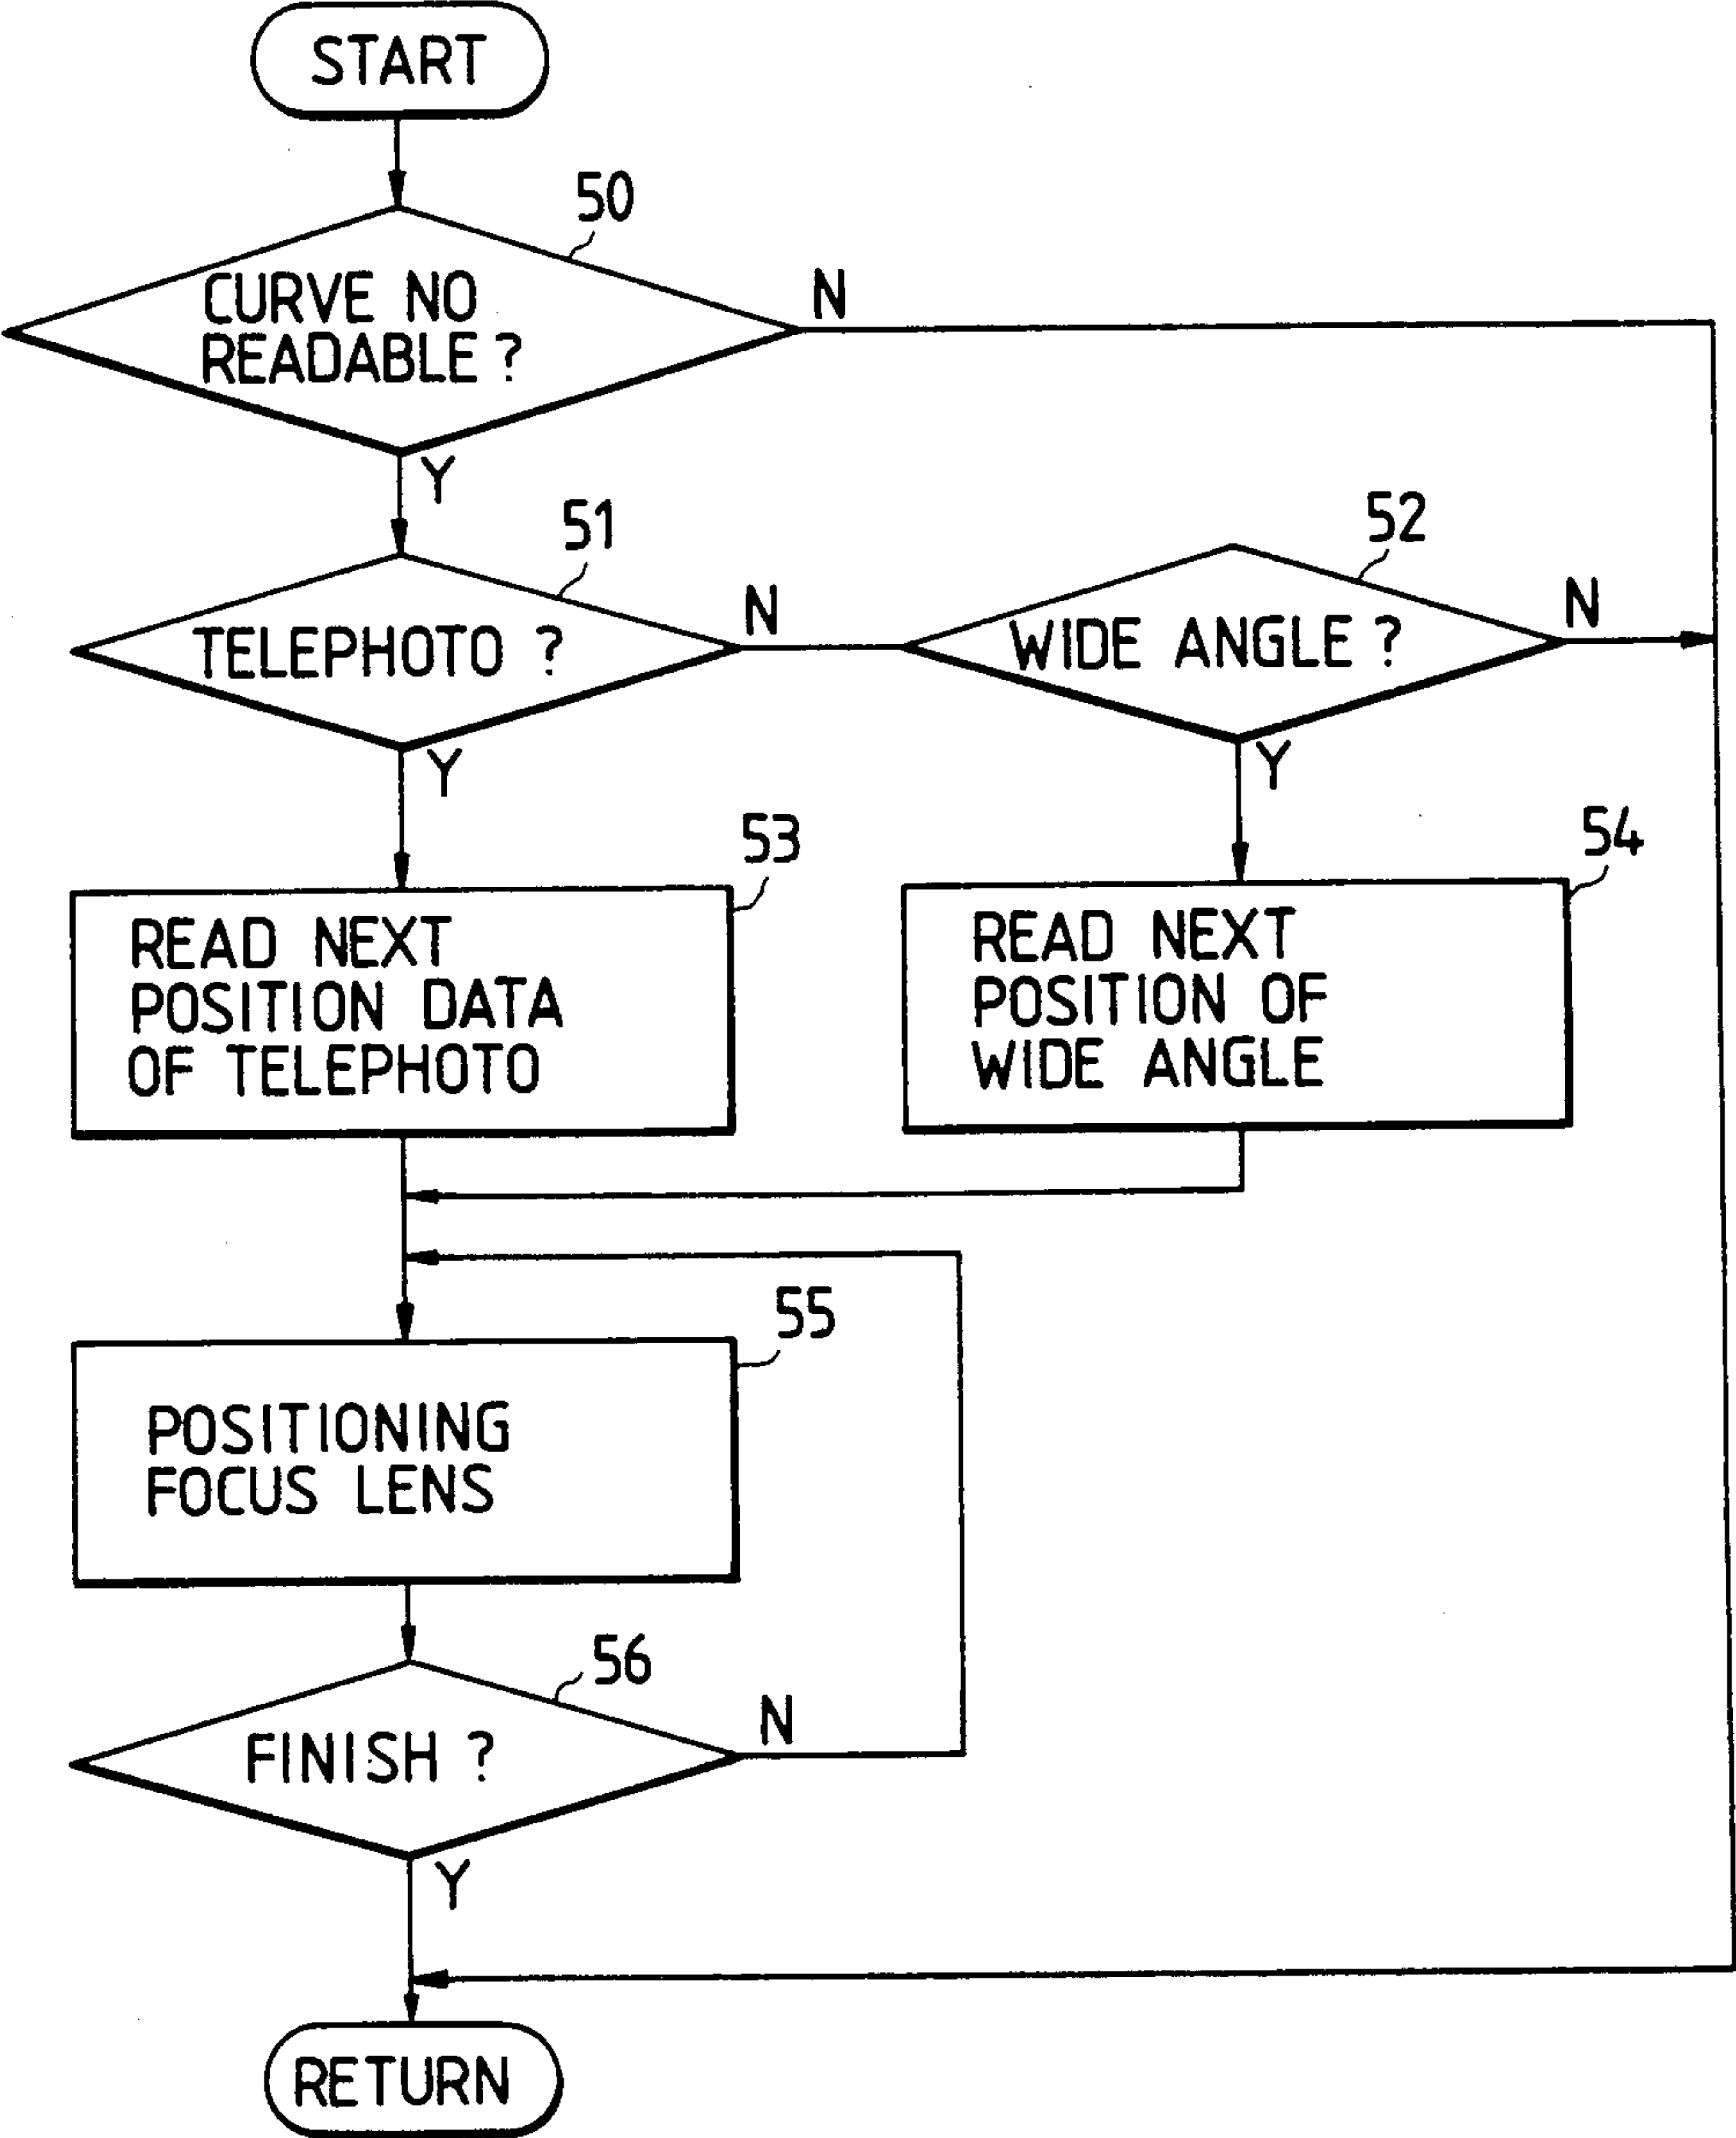 START
50
CURVE NO
READABLE ?
N
Y
51
TELEPHOTO ?
N
52
WIDE ANGLE ?
N
Y
Y
53
READ NEXT
POSITION DATA
OF TELEPHOTO
54
READ NEXT
POSITION OF
WIDE ANGLE
55
POSITIONING
FOCUS LENS
56
FINISH ?
N
Y
RETURN